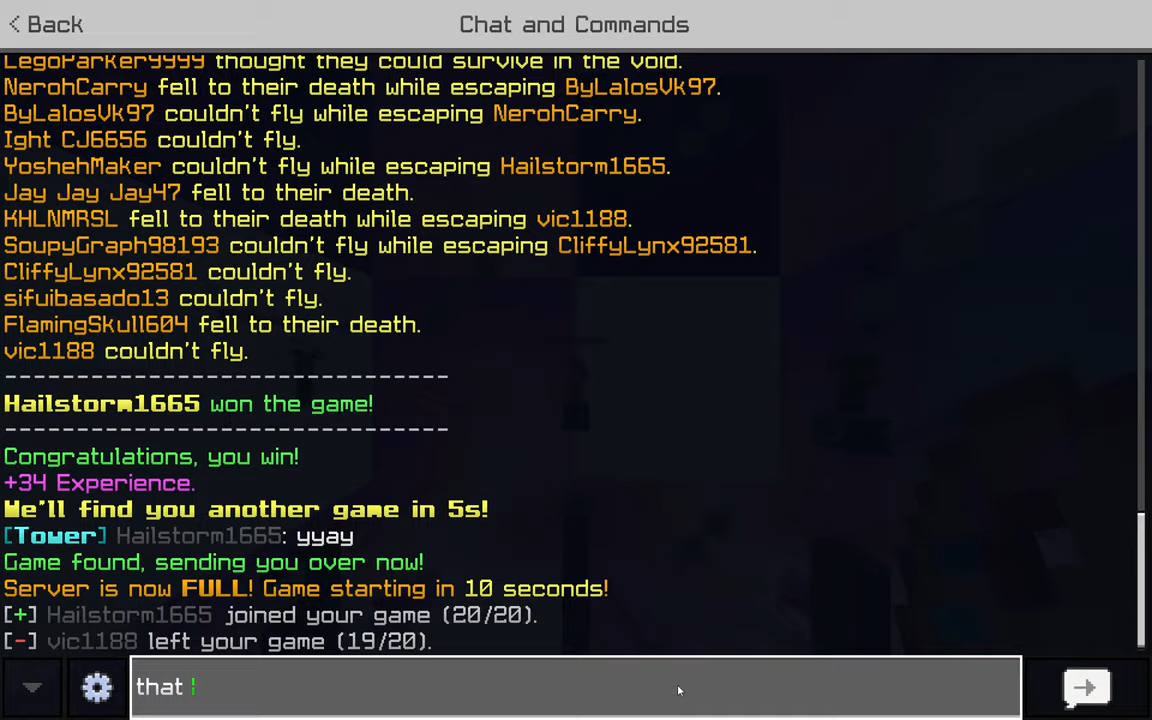 < Back
Chat and Commands
LegoParker9999 thought they could survive in the void.
NerohCarry fell to their death while escaping ByLalosVk97.
ByLalosVk97 couldn't fly while escaping NerohCarry.
Ight CJ6656 couldn't fly.
YoshehMaker couldn't fly while escaping Hailstorm1665.
Jay Jay Jay47 fell to their death.
KHLNMRSL fell to their death while escaping vic1188.
SoupyGraph98193 couldn't fly while escaping CliffyLynx92581.
CliffyLynx92581 couldn't fly.
sifuibasado13 couldn't fly.
FlamingSkull604 fell to their death.
vic1188 couldn't fly.
-------------------------------
Hailstorm1665 won the game!
-------------------------------
Congratulations, you win!
+34 Experience.
We'll find you another game in 5s!
[Tower] Hailstorm1665: yyay
Game found, sending you over now!
Server is now FULL! Game starting in 10 seconds!
[+] Hailstorm1665 joined your game (20/20).
[-] vic1188 left your game (19/20).
that